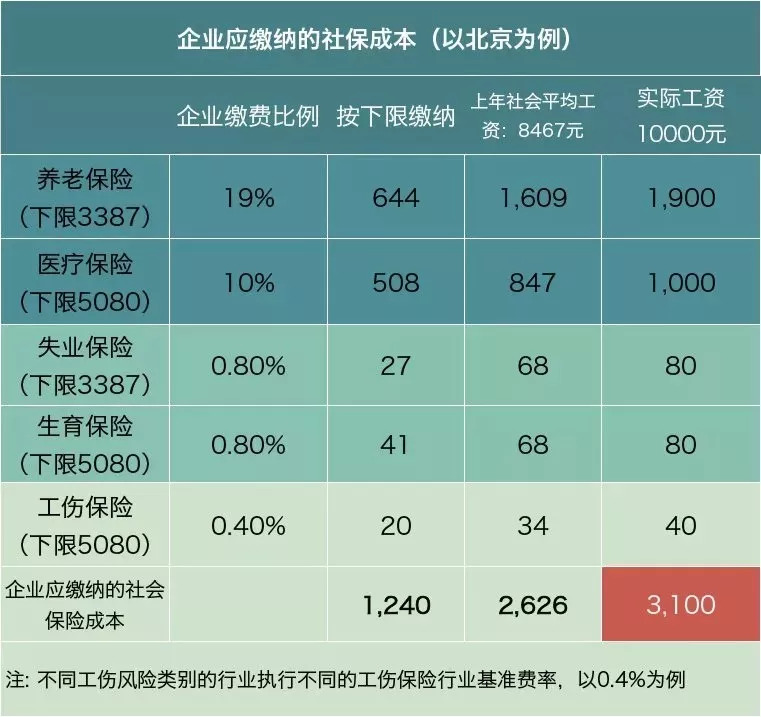 企业应缴纳的社保成本（以北京为例）
企业缴费比例 按下限缴纳 上年社会平均工资：8467元 实际工资10000元
养老保险
（下限3387） 19% 644 1,609 1,900
医疗保险
（下限5080） 10% 508 847 1,000
失业保险
（下限3387） 0.80% 27 68 80
生育保险
（下限5080） 0.80% 41 68 80
工伤保险
（下限5080） 0.40% 20 34 40
企业应缴纳的社会
保险成本 1,240 2,626 3,100
注: 不同工伤风险类别的行业执行不同的工伤保险行业基准费率，以0.4%为例